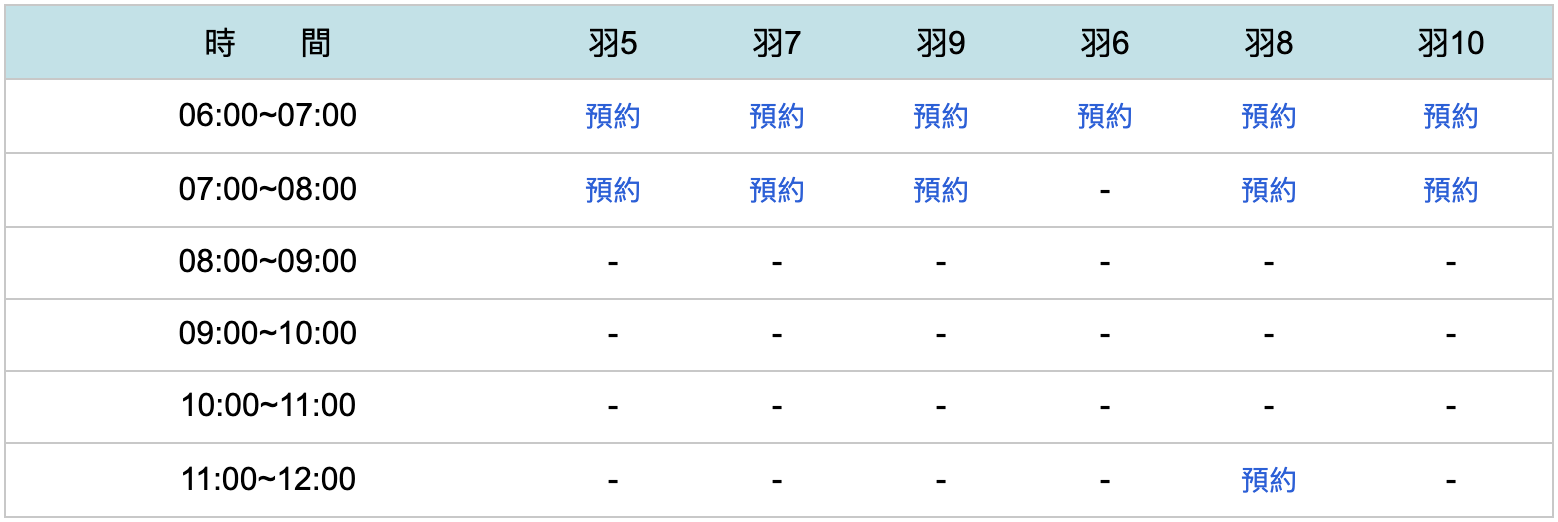 時　　間 羽5 羽7 羽9 羽6 羽8 羽10
06:00~07:00 預約 預約 預約 預約 預約 預約
07:00~08:00 預約 預約 預約 - 預約 預約
08:00~09:00 - - - - - -
09:00~10:00 - - - - - -
10:00~11:00 - - - - - -
11:00~12:00 - - - - 預約 -